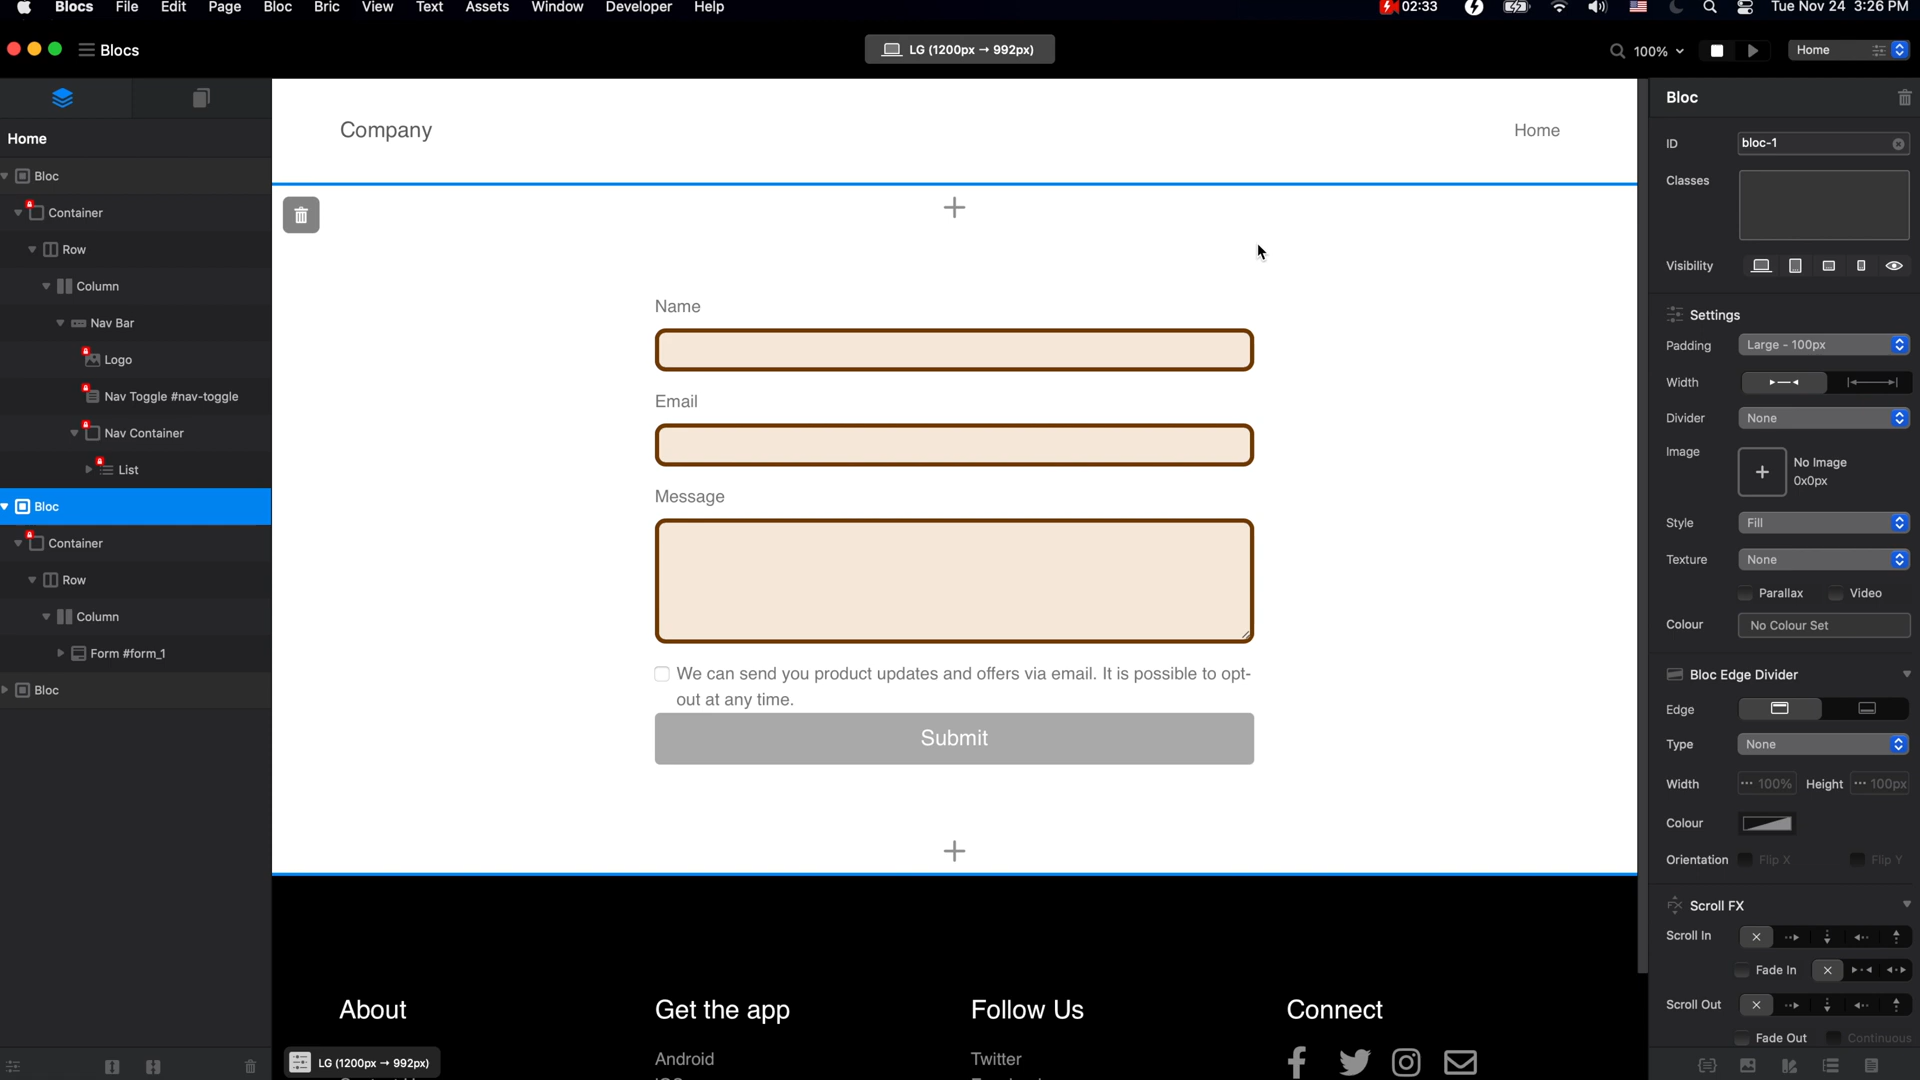 Blocs File Edit Page Bloc Bric View Text Assets Window Developer Help 02:33 Tue Nov 24 3:26 PM
Blocs LG (1200px → 992px) 100% Home
Home
Bloc
Container
Row
Column
Nav Bar
Logo
Nav Toggle #nav-toggle
Nav Container
List
Bloc
Container
Row
Column
Form #form_1
Bloc
Company Home
Name
Email
Message
We can send you product updates and offers via email. It is possible to opt-
out at any time.
Submit
About Get the app Follow Us Connect
Android Twitter
LG (1200px → 992px)
Bloc
ID bloc-1
Classes
Visibility
Settings
Padding Large - 100px
Width
Divider None
Image No Image
0x0px
Style Fill
Texture None
Parallax Video
Colour No Colour Set
Bloc Edge Divider
Edge
Type None
Width 100% Height 100px
Colour
Orientation Flip X Flip Y
Scroll FX
Scroll In
Fade In
Scroll Out
Fade Out Continuous